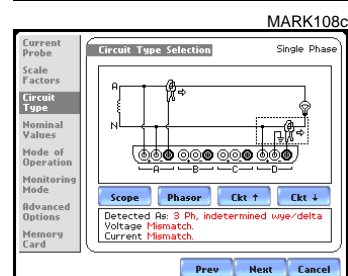 MARK108c
Current Probe
Scale Factors
Circuit Type
Nominal Values
Mode of Operation
Monitoring Mode
Advanced Options
Memory Card
Circuit Type Selection
Single Phase
A
N
A B C D
Scope Phasor Ckt ↑ Ckt ↓
Detected As: 3 Ph, indetermined wye/delta
Voltage Mismatch.
Current Mismatch.
Prev Next Cancel